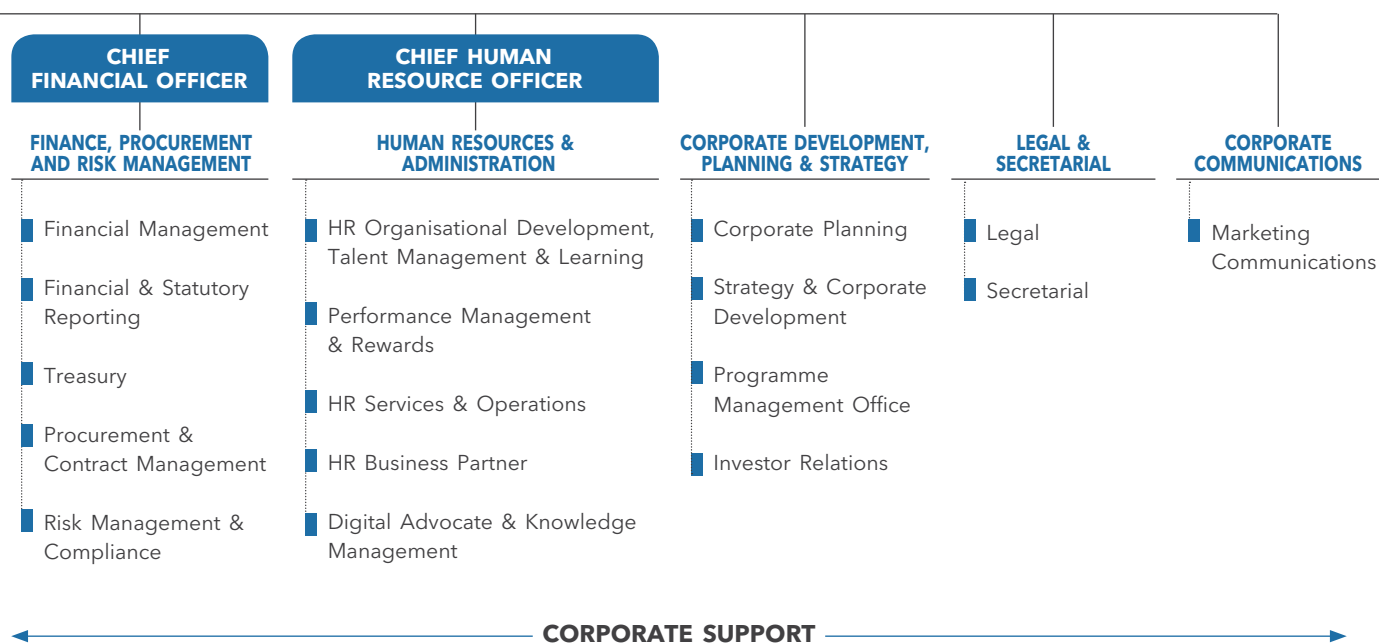 CHIEF
FINANCIAL OFFICER
CHIEF HUMAN
RESOURCE OFFICER
FINANCE, PROCUREMENT
AND RISK MANAGEMENT
Financial Management
Financial & Statutory
Reporting
Treasury
Procurement &
Contract Management
Risk Management &
Compliance
HUMAN RESOURCES &
ADMINISTRATION
HR Organisational Development,
Talent Management & Learning
Performance Management
& Rewards
HR Services & Operations
HR Business Partner
Digital Advocate & Knowledge
Management
CORPORATE DEVELOPMENT,
PLANNING & STRATEGY
Corporate Planning
Strategy & Corporate
Development
Programme
Management Office
Investor Relations
LEGAL &
SECRETARIAL
Legal
Secretarial
CORPORATE
COMMUNICATIONS
Marketing
Communications
CORPORATE SUPPORT